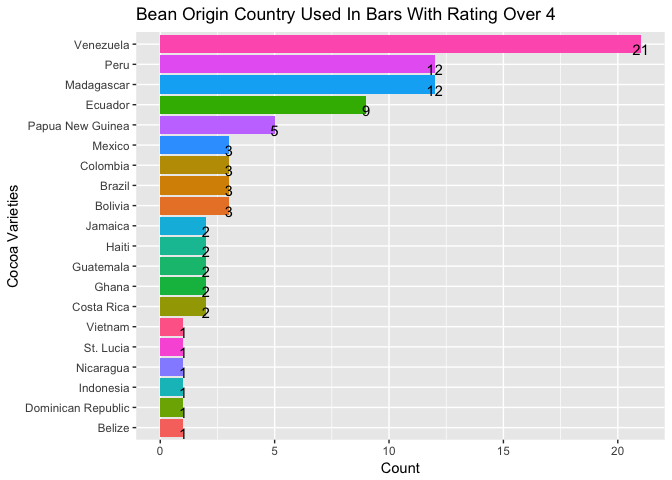 Bean Origin Country Used In Bars With Rating Over 4
Cocoa Varieties
Venezuela 21
Peru 12
Madagascar 12
Ecuador 9
Papua New Guinea 5
Mexico 3
Colombia 3
Brazil 3
Bolivia 3
Jamaica 2
Haiti 2
Guatemala 2
Ghana 2
Costa Rica 2
Vietnam 1
St. Lucia 1
Nicaragua 1
Indonesia 1
Dominican Republic 1
Belize 1
0 5 10 15 20
Count